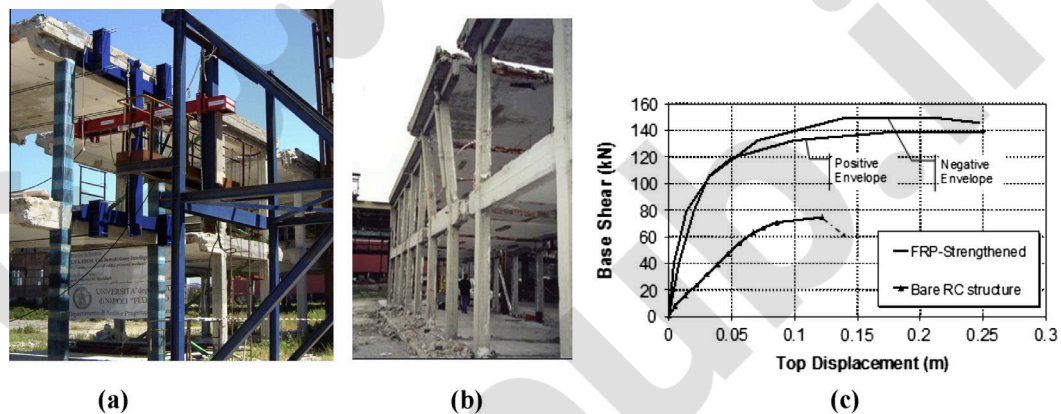 UNIVERSITÀ
(a)
(b)
160
140
120
100
80
60
40
20
0
Base Shear (kN)
Positive
Envelope
Negative
Envelope
FRP-Strengthened
Bare RC structure
0
0.05
0.1
0.15
0.2
0.25
0.3
Top Displacement (m)
(c)